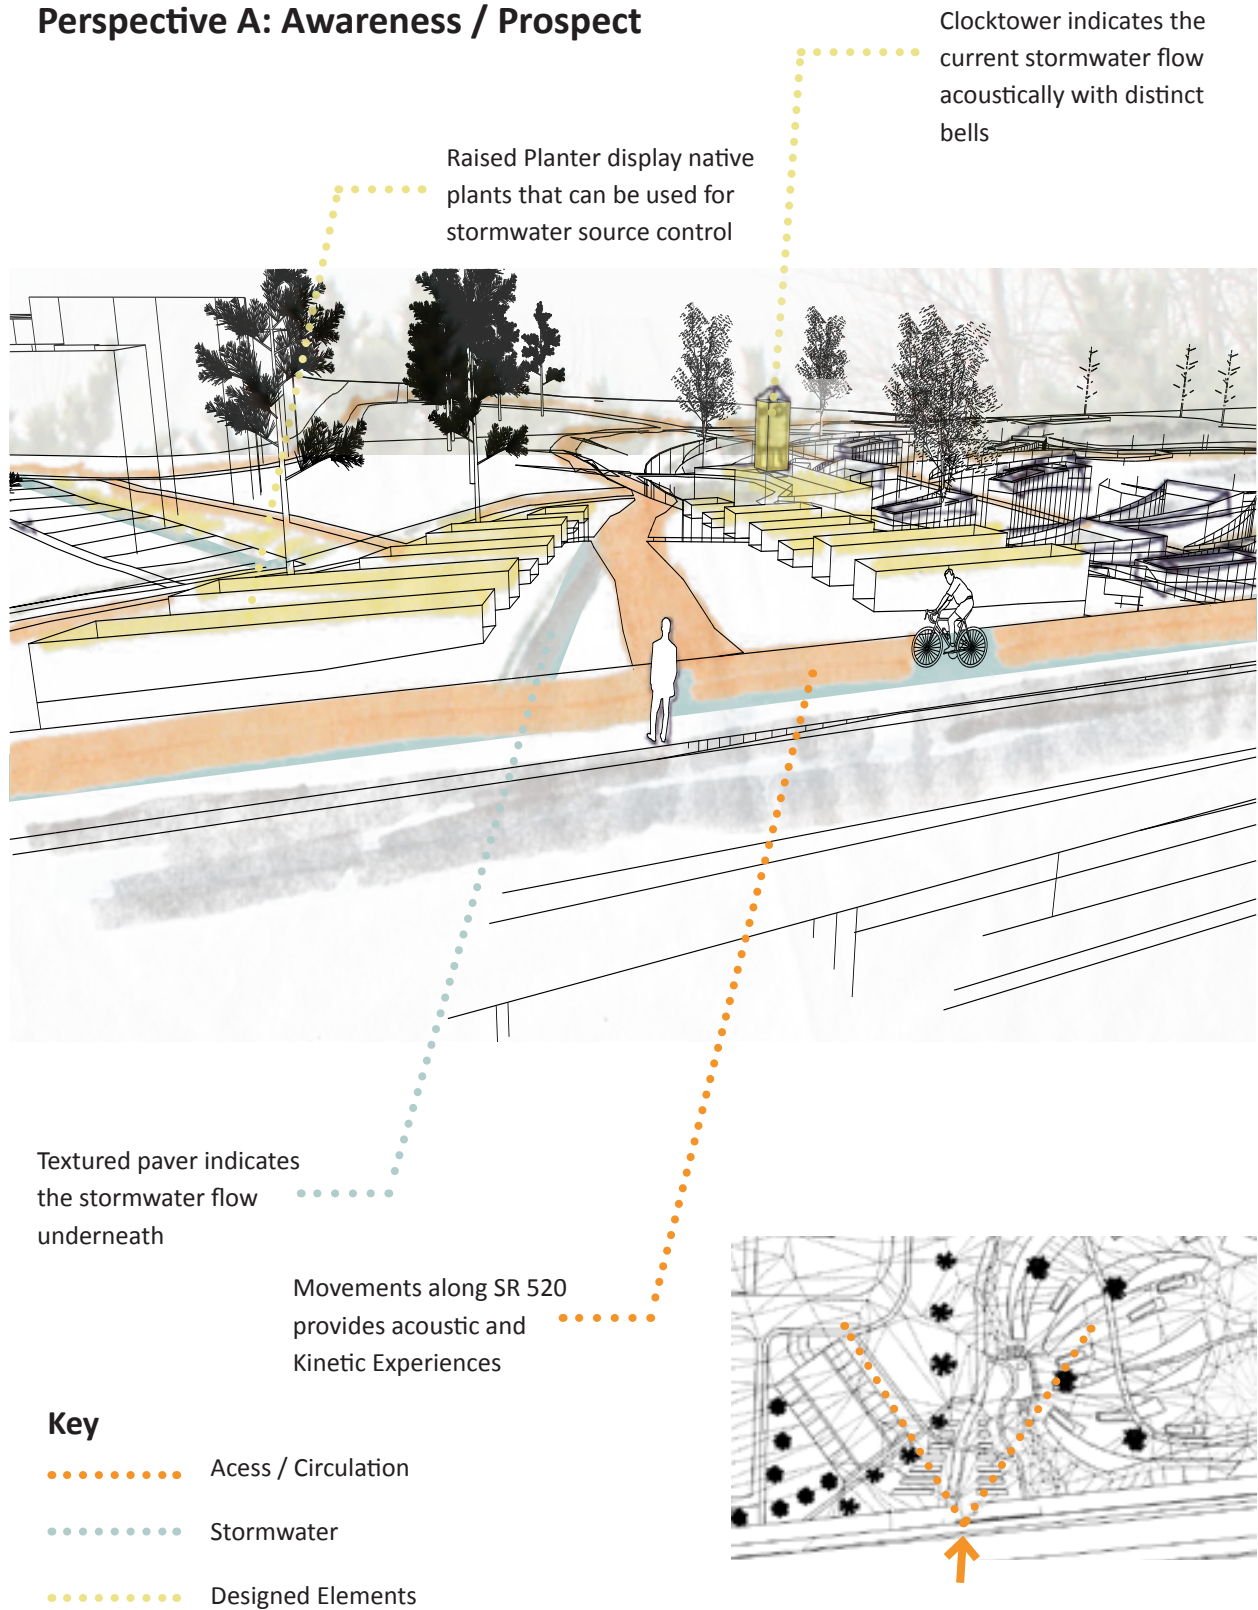 Perspective A: Awareness / Prospect
Clocktower indicates the
current stormwater flow
acoustically with distinct
bells
Raised Planter display native
plants that can be used for
stormwater source control
Textured paver indicates
the stormwater flow
underneath
Movements along SR 520
provides acoustic and
Kinetic Experiences
Key
Acess / Circulation
Stormwater
Designed Elements